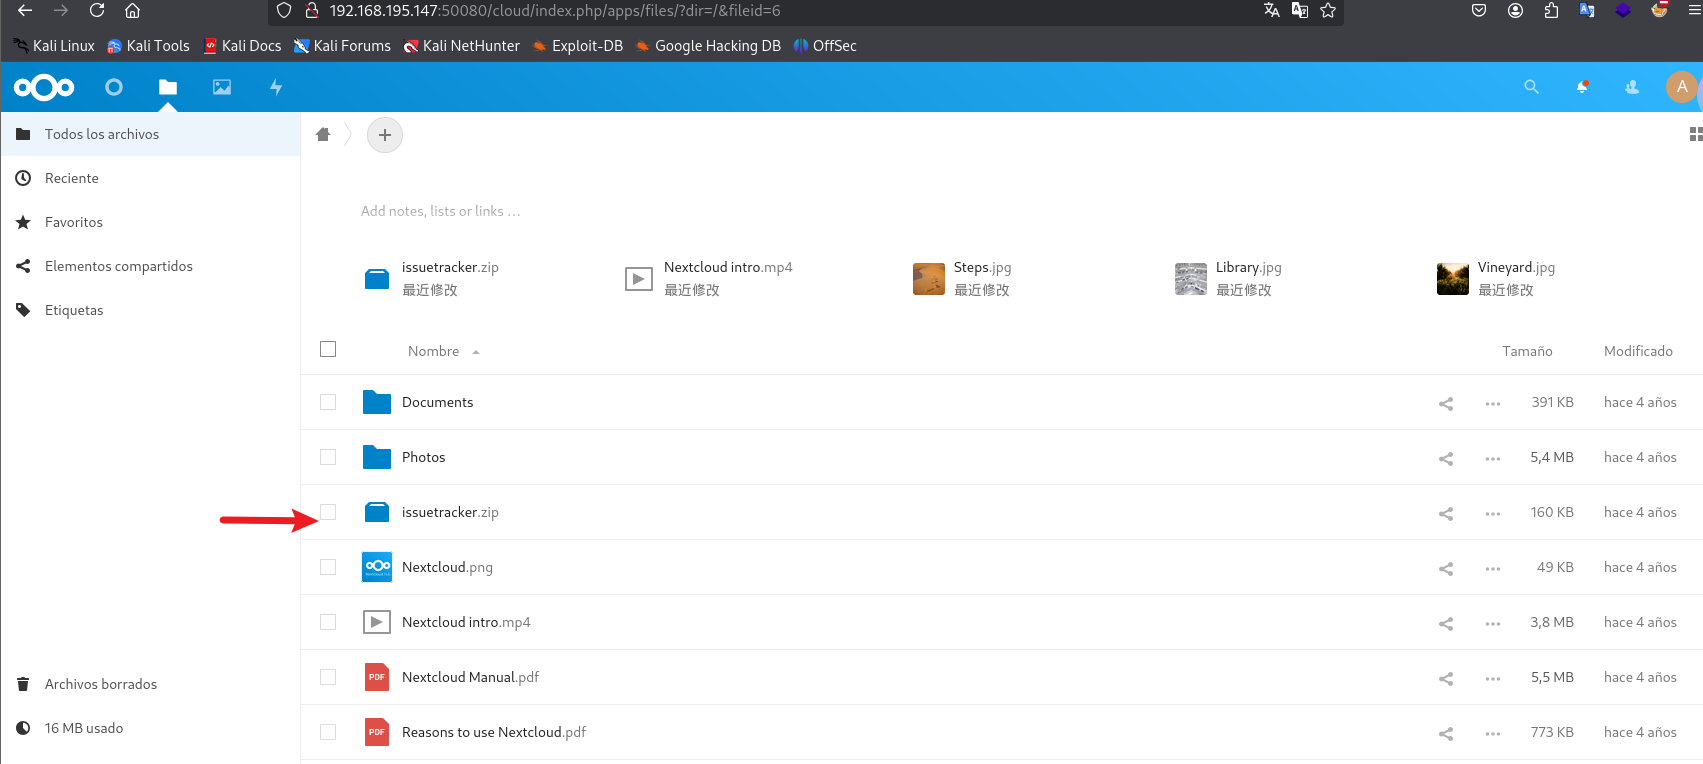 192.168.195.147:50080/cloud/index.php/apps/files/?dir=/&fileid=6
Kali Linux Kali Tools Kali Docs Kali Forums Kali NetHunter Exploit-DB Google Hacking DB OffSec
A
Todos los archivos
Reciente
Favoritos
Elementos compartidos
Etiquetas
Archivos borrados
16 MB usado
Add notes, lists or links …
issuetracker.zip
最近修改
Nextcloud intro.mp4
最近修改
Steps.jpg
最近修改
Library.jpg
最近修改
Vineyard.jpg
最近修改
Nombre Tamaño Modificado
Documents 391 KB hace 4 años
Photos 5,4 MB hace 4 años
issuetracker.zip 160 KB hace 4 años
Nextcloud.png 49 KB hace 4 años
Nextcloud intro.mp4 3,8 MB hace 4 años
PDF Nextcloud Manual.pdf 5,5 MB hace 4 años
PDF Reasons to use Nextcloud.pdf 773 KB hace 4 años